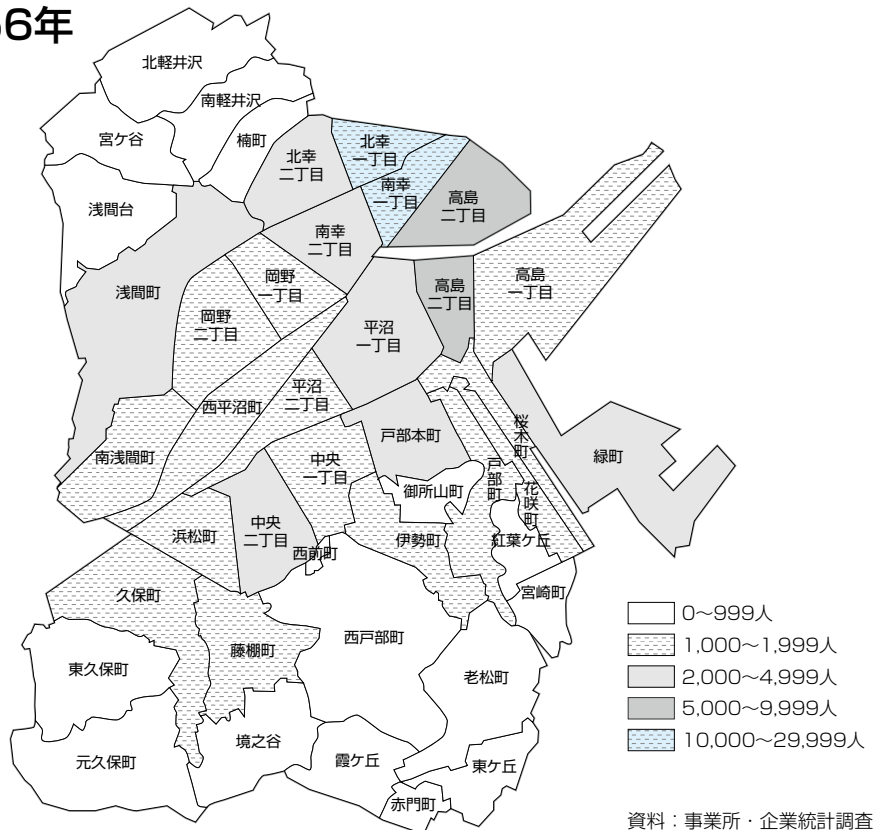 6年
北軽井沢
南軽井沢
宮ケ谷
楠町
北幸
一丁目
北幸
二丁目
南幸
一丁目
高島
二丁目
浅間台
南幸
二丁目
浅間町
岡野
一丁目
高島
一丁目
高島
二丁目
岡野
二丁目
平沼
一丁目
平沼
二丁目
西平沼町
桜木町
戸部本町
南浅間町
中央
一丁目
緑町
戸部町
御所山町
花咲町
浜松町
中央
二丁目
西前町
伊勢町
紅葉ケ丘
久保町
宮崎町
0〜999人
西戸部町
藤棚町
1,000〜1,999人
東久保町
老松町
2,000〜4,999人
5,000〜9,999人
境之谷
10,000〜29,999人
元久保町
霞ケ丘
東ケ丘
赤門町
資料：事業所・企業統計調査